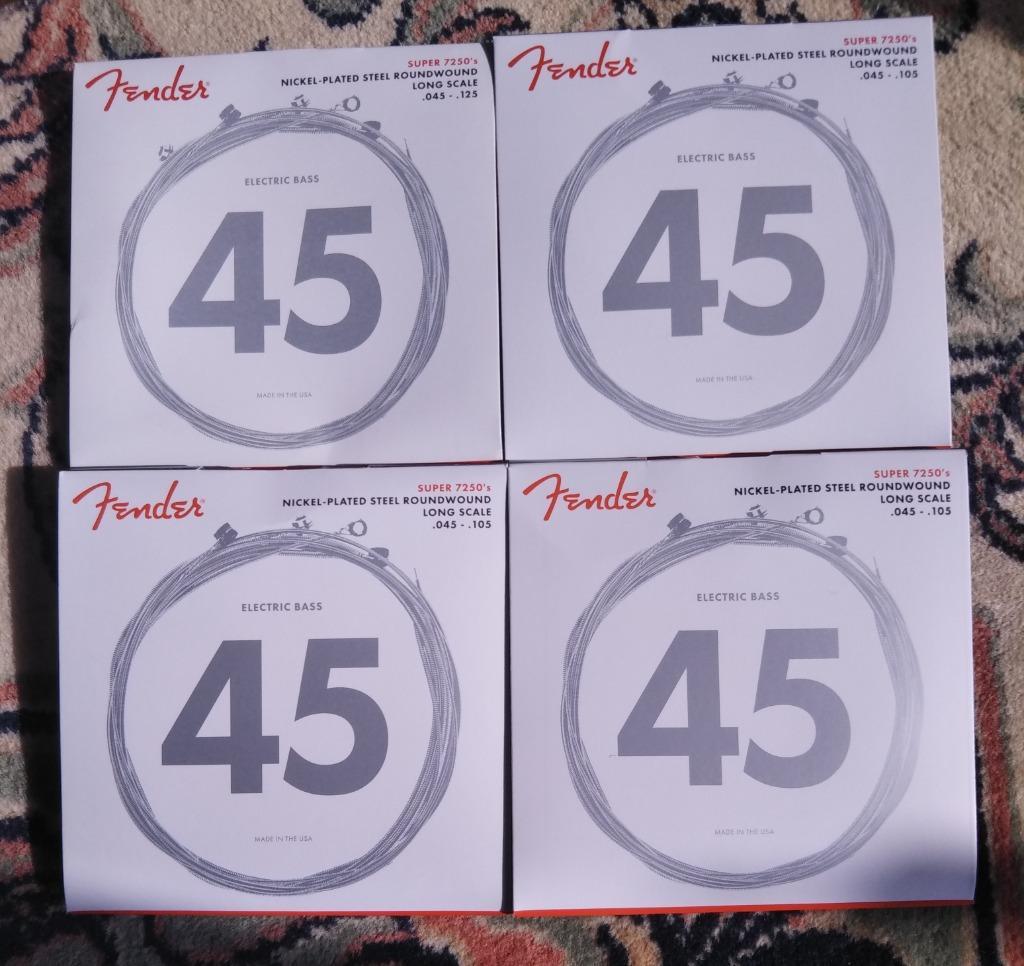 Fender
SUPER 7250's
NICKEL-PLATED STEEL ROUNDWOUND
LONG SCALE
.045 - .125
ELECTRIC BASS
45
MADE IN THE USA
Fender
SUPER 7250's
NICKEL-PLATED STEEL ROUNDWOUND
LONG SCALE
.045 - .105
ELECTRIC BASS
45
MADE IN THE USA
Fender
SUPER 7250's
NICKEL-PLATED STEEL ROUNDWOUND
LONG SCALE
.045 - .105
ELECTRIC BASS
45
MADE IN THE USA
Fender
SUPER 7250's
NICKEL-PLATED STEEL ROUNDWOUND
LONG SCALE
.045 - .105
ELECTRIC BASS
45
MADE IN THE USA